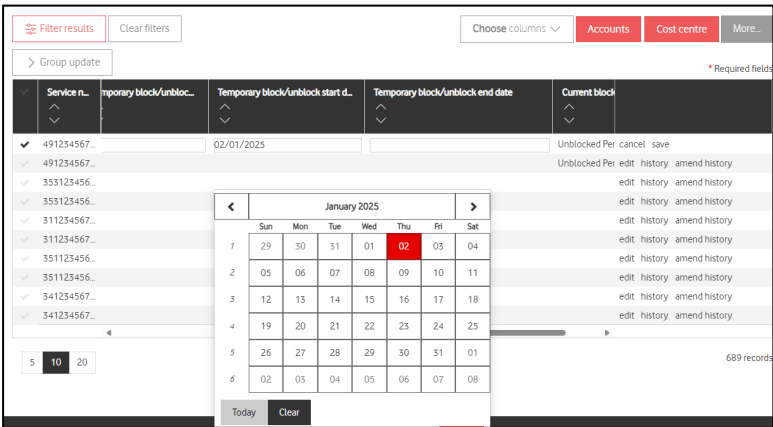 Filter results Clear filters Choose columns Accounts Cost centre More...
Group update
* Required fields
Service n... mporary block/unbloc... Temporary block/unblock start d... Temporary block/unblock end date Current block
491234567... 02/01/2025 Unblocked Per cancel save
491234567... Unblocked Per edit history amend history
353123456... edit history amend history
353123456... edit history amend history
311234567... edit history amend history
311234567... edit history amend history
351123456... edit history amend history
351123456... edit history amend history
341234567... edit history amend history
341234567... edit history amend history
January 2025
Sun Mon Tue Wed Thu Fri Sat
1 29 30 31 01 02 03 04
2 05 06 07 08 09 10 11
3 12 13 14 15 16 17 18
4 19 20 21 22 23 24 25
5 26 27 28 29 30 31 01
6 02 03 04 05 06 07 08
Today Clear
5 10 20
689 records